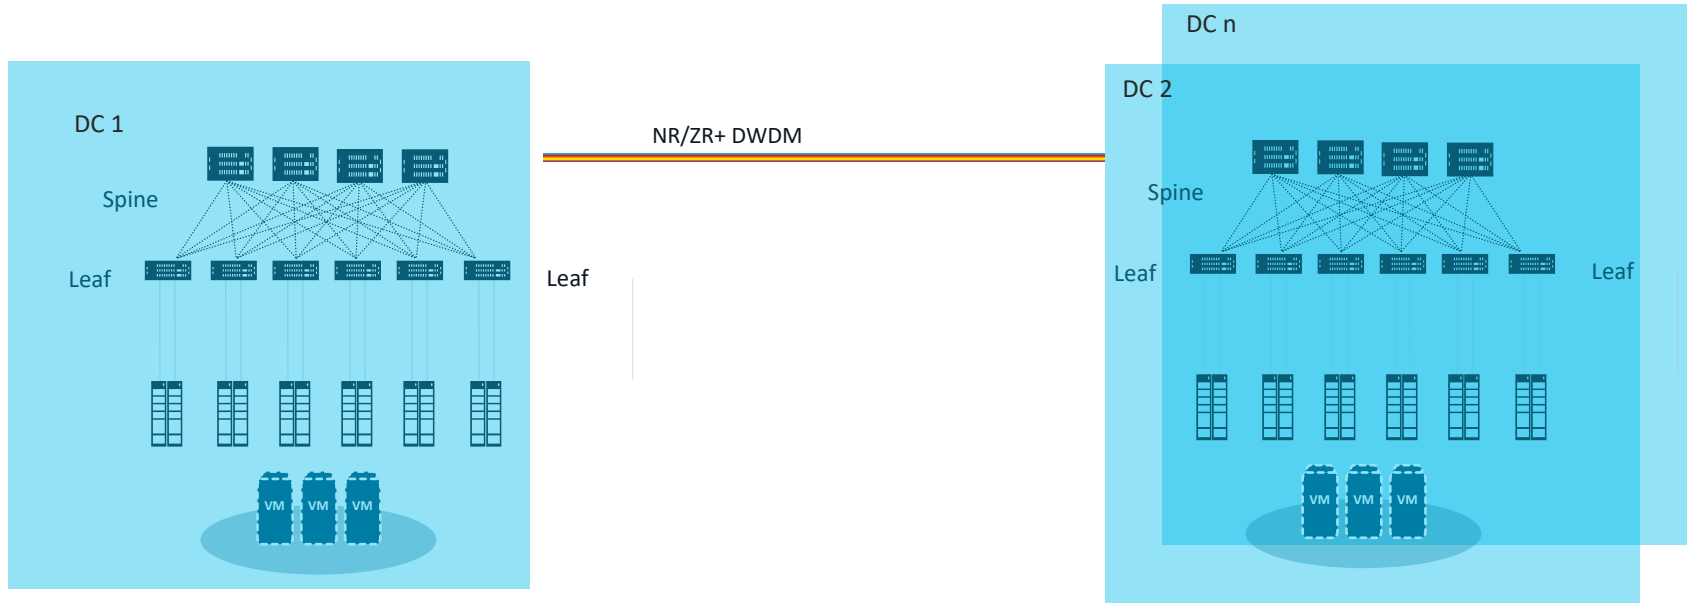 DC n
DC 2
DC 1
NR/ZR+ DWDM
Spine
Spine
Leaf
Leaf
Leaf
Leaf
VM VM VM
VM VM VM